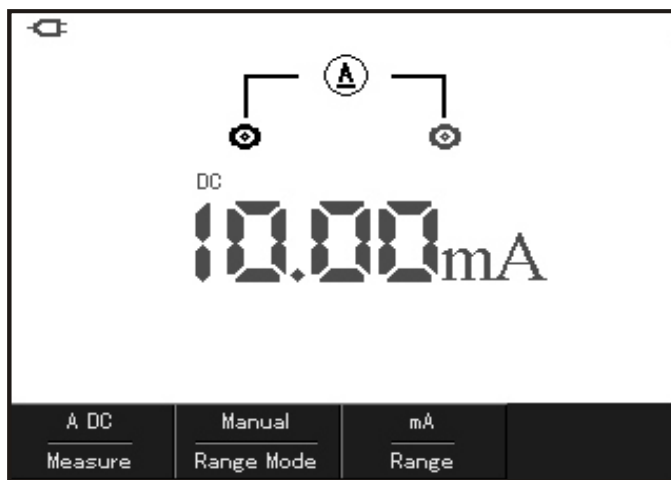 A
DC
10.00mA
A DC Manual mA
Measure Range Mode Range